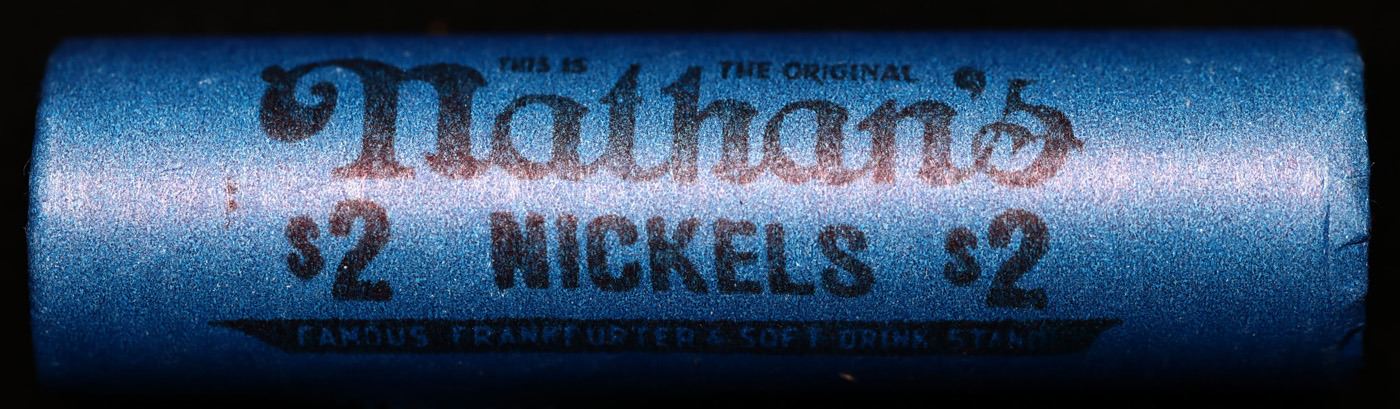 THIS IS THE ORIGINAL
Nathan's
$2 NICKELS $2
FAMOUS FRANKFURTER & SOFT DRINK STAND